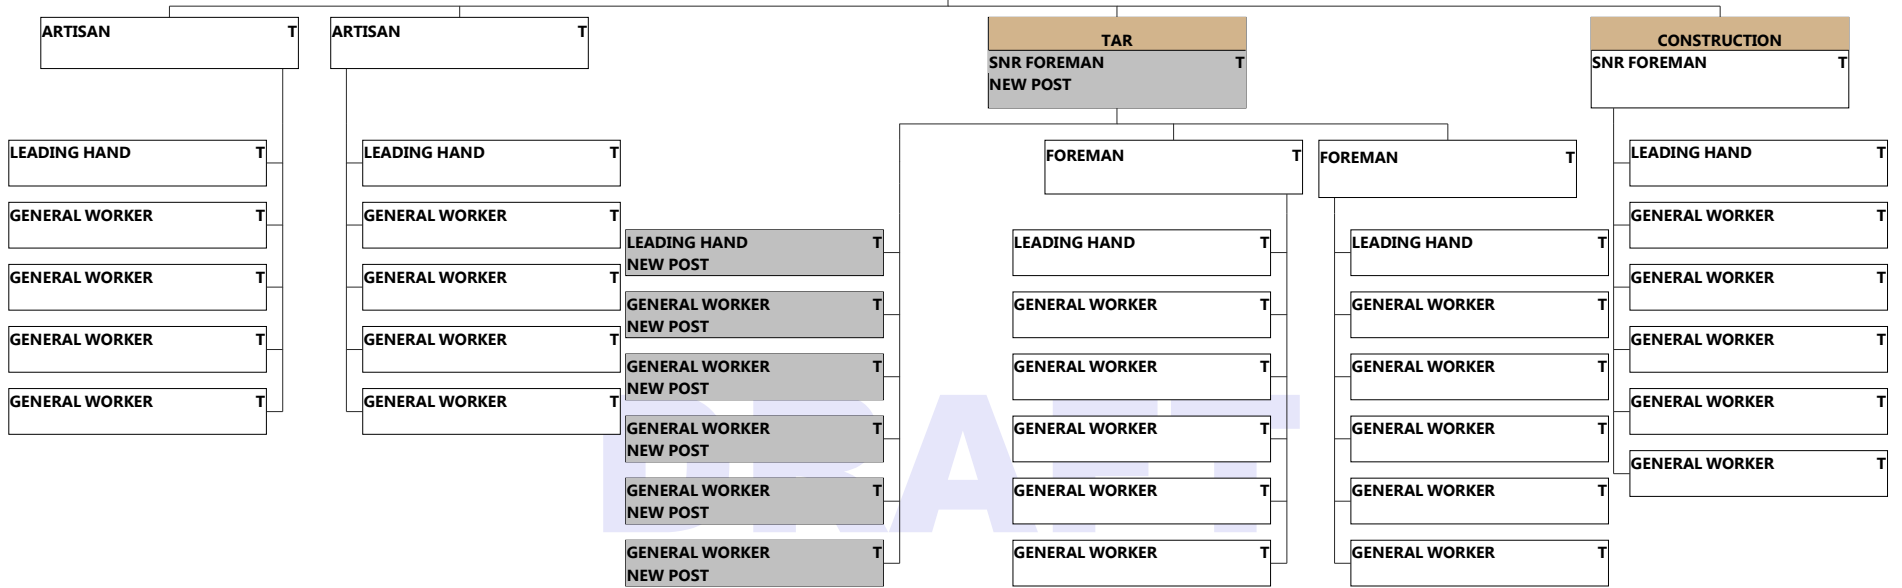 ARTISAN T
LEADING HAND T
GENERAL WORKER T
GENERAL WORKER T
GENERAL WORKER T
GENERAL WORKER T
ARTISAN T
LEADING HAND T
GENERAL WORKER T
GENERAL WORKER T
GENERAL WORKER T
GENERAL WORKER T
TAR
SNR FOREMAN T
NEW POST
LEADING HAND T
NEW POST
GENERAL WORKER T
NEW POST
GENERAL WORKER T
NEW POST
GENERAL WORKER T
NEW POST
GENERAL WORKER T
NEW POST
GENERAL WORKER T
NEW POST
FOREMAN T
LEADING HAND T
GENERAL WORKER T
GENERAL WORKER T
GENERAL WORKER T
GENERAL WORKER T
GENERAL WORKER T
FOREMAN T
LEADING HAND T
GENERAL WORKER T
GENERAL WORKER T
GENERAL WORKER T
GENERAL WORKER T
GENERAL WORKER T
CONSTRUCTION
SNR FOREMAN T
LEADING HAND T
GENERAL WORKER T
GENERAL WORKER T
GENERAL WORKER T
GENERAL WORKER T
GENERAL WORKER T
DRAFT